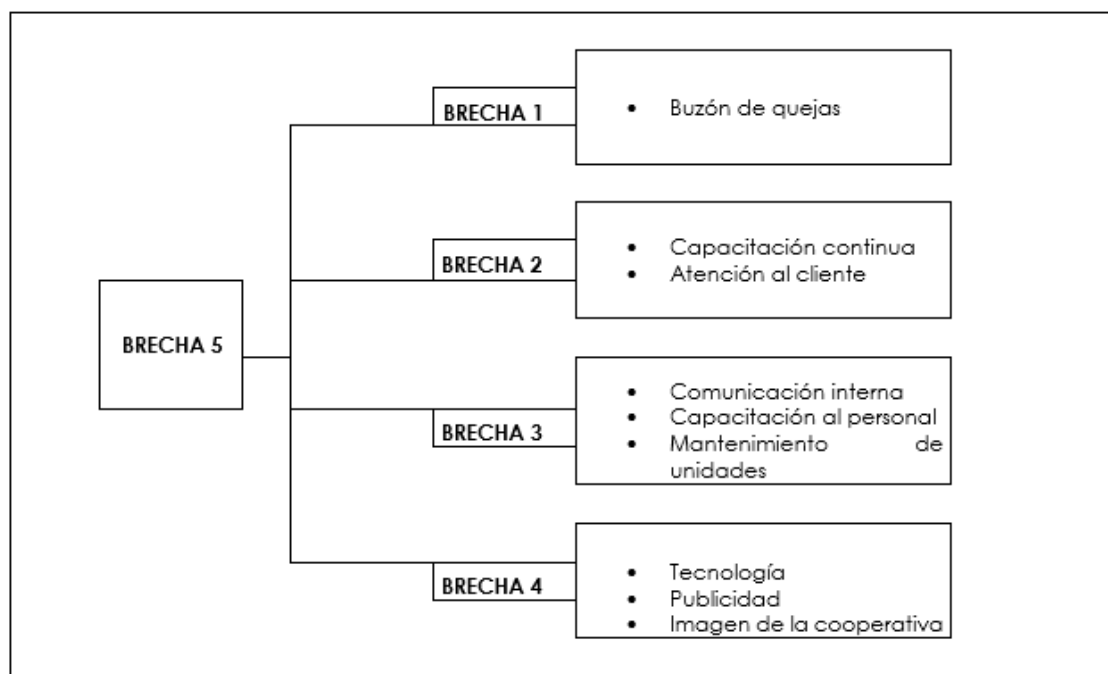 BRECHA 1
• Buzón de quejas
BRECHA 2
• Capacitación continua
• Atención al cliente
BRECHA 5
BRECHA 3
• Comunicación interna
• Capacitación al personal
• Mantenimiento de
unidades
BRECHA 4
• Tecnología
• Publicidad
• Imagen de la cooperativa